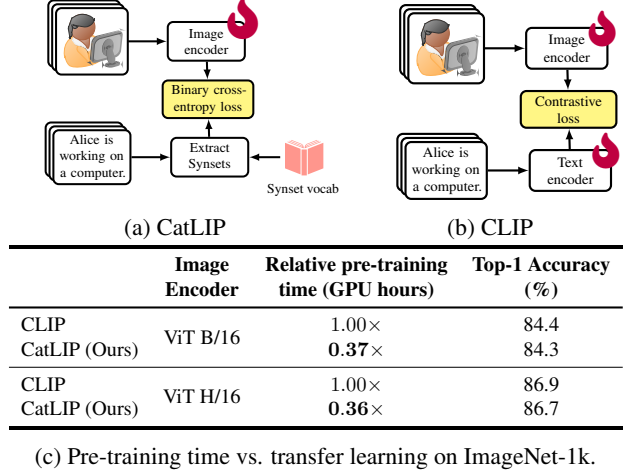 Image
encoder
Binary cross-
entropy loss
Alice is
working on
a computer.
Extract
Synsets
Synset vocab
(a) CatLIP
Image
encoder
Contrastive
loss
Alice is
working on
a computer.
Text
encoder
(b) CLIP
Image Relative pre-training Top-1 Accuracy
Encoder time (GPU hours) (%)
CLIP ViT B/16 1.00× 84.4
CatLIP (Ours) 0.37× 84.3
CLIP ViT H/16 1.00× 86.9
CatLIP (Ours) 0.36× 86.7
(c) Pre-training time vs. transfer learning on ImageNet-1k.